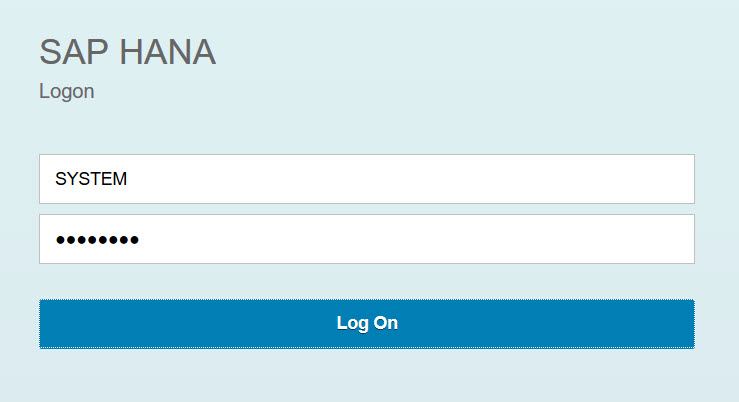 SAP HANA
Logon
SYSTEM
●●●●●●●●
Log On